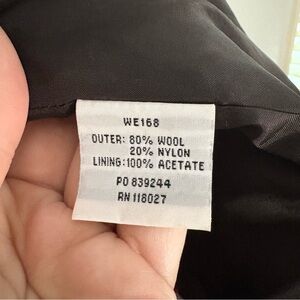 WE168
OUTER: 80% WOOL
20% NYLON
LINING:100% ACETATE
PO 839244
RN 118027